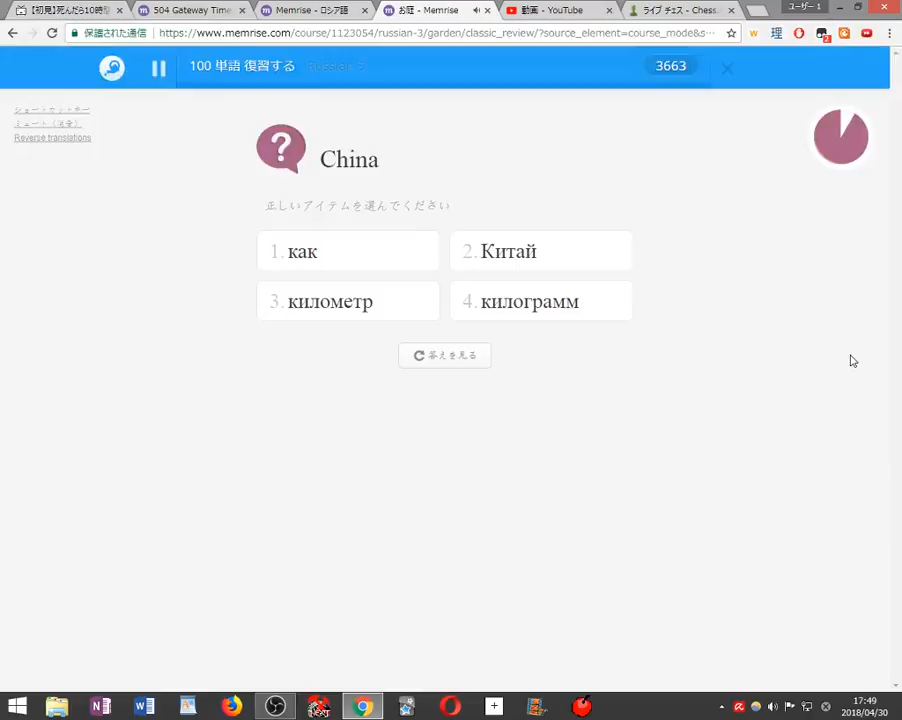 【初見】死んだら10時
504 Gateway Time
Memrise - ロシア語
お庭 - Memrise
動画 - YouTube
ライブ チェス - Chess.
ユーザー 1
保護された通信
https://www.memrise.com/course/1123054/russian-3/garden/classic_review/?source_element=course_mode&s...
100 単語 復習する
3663
Reverse translations
China
正しいアイテムを選んでください
1. как
2. Китай
3. километр
4. килограмм
答えを見る
17:49
2018/04/30